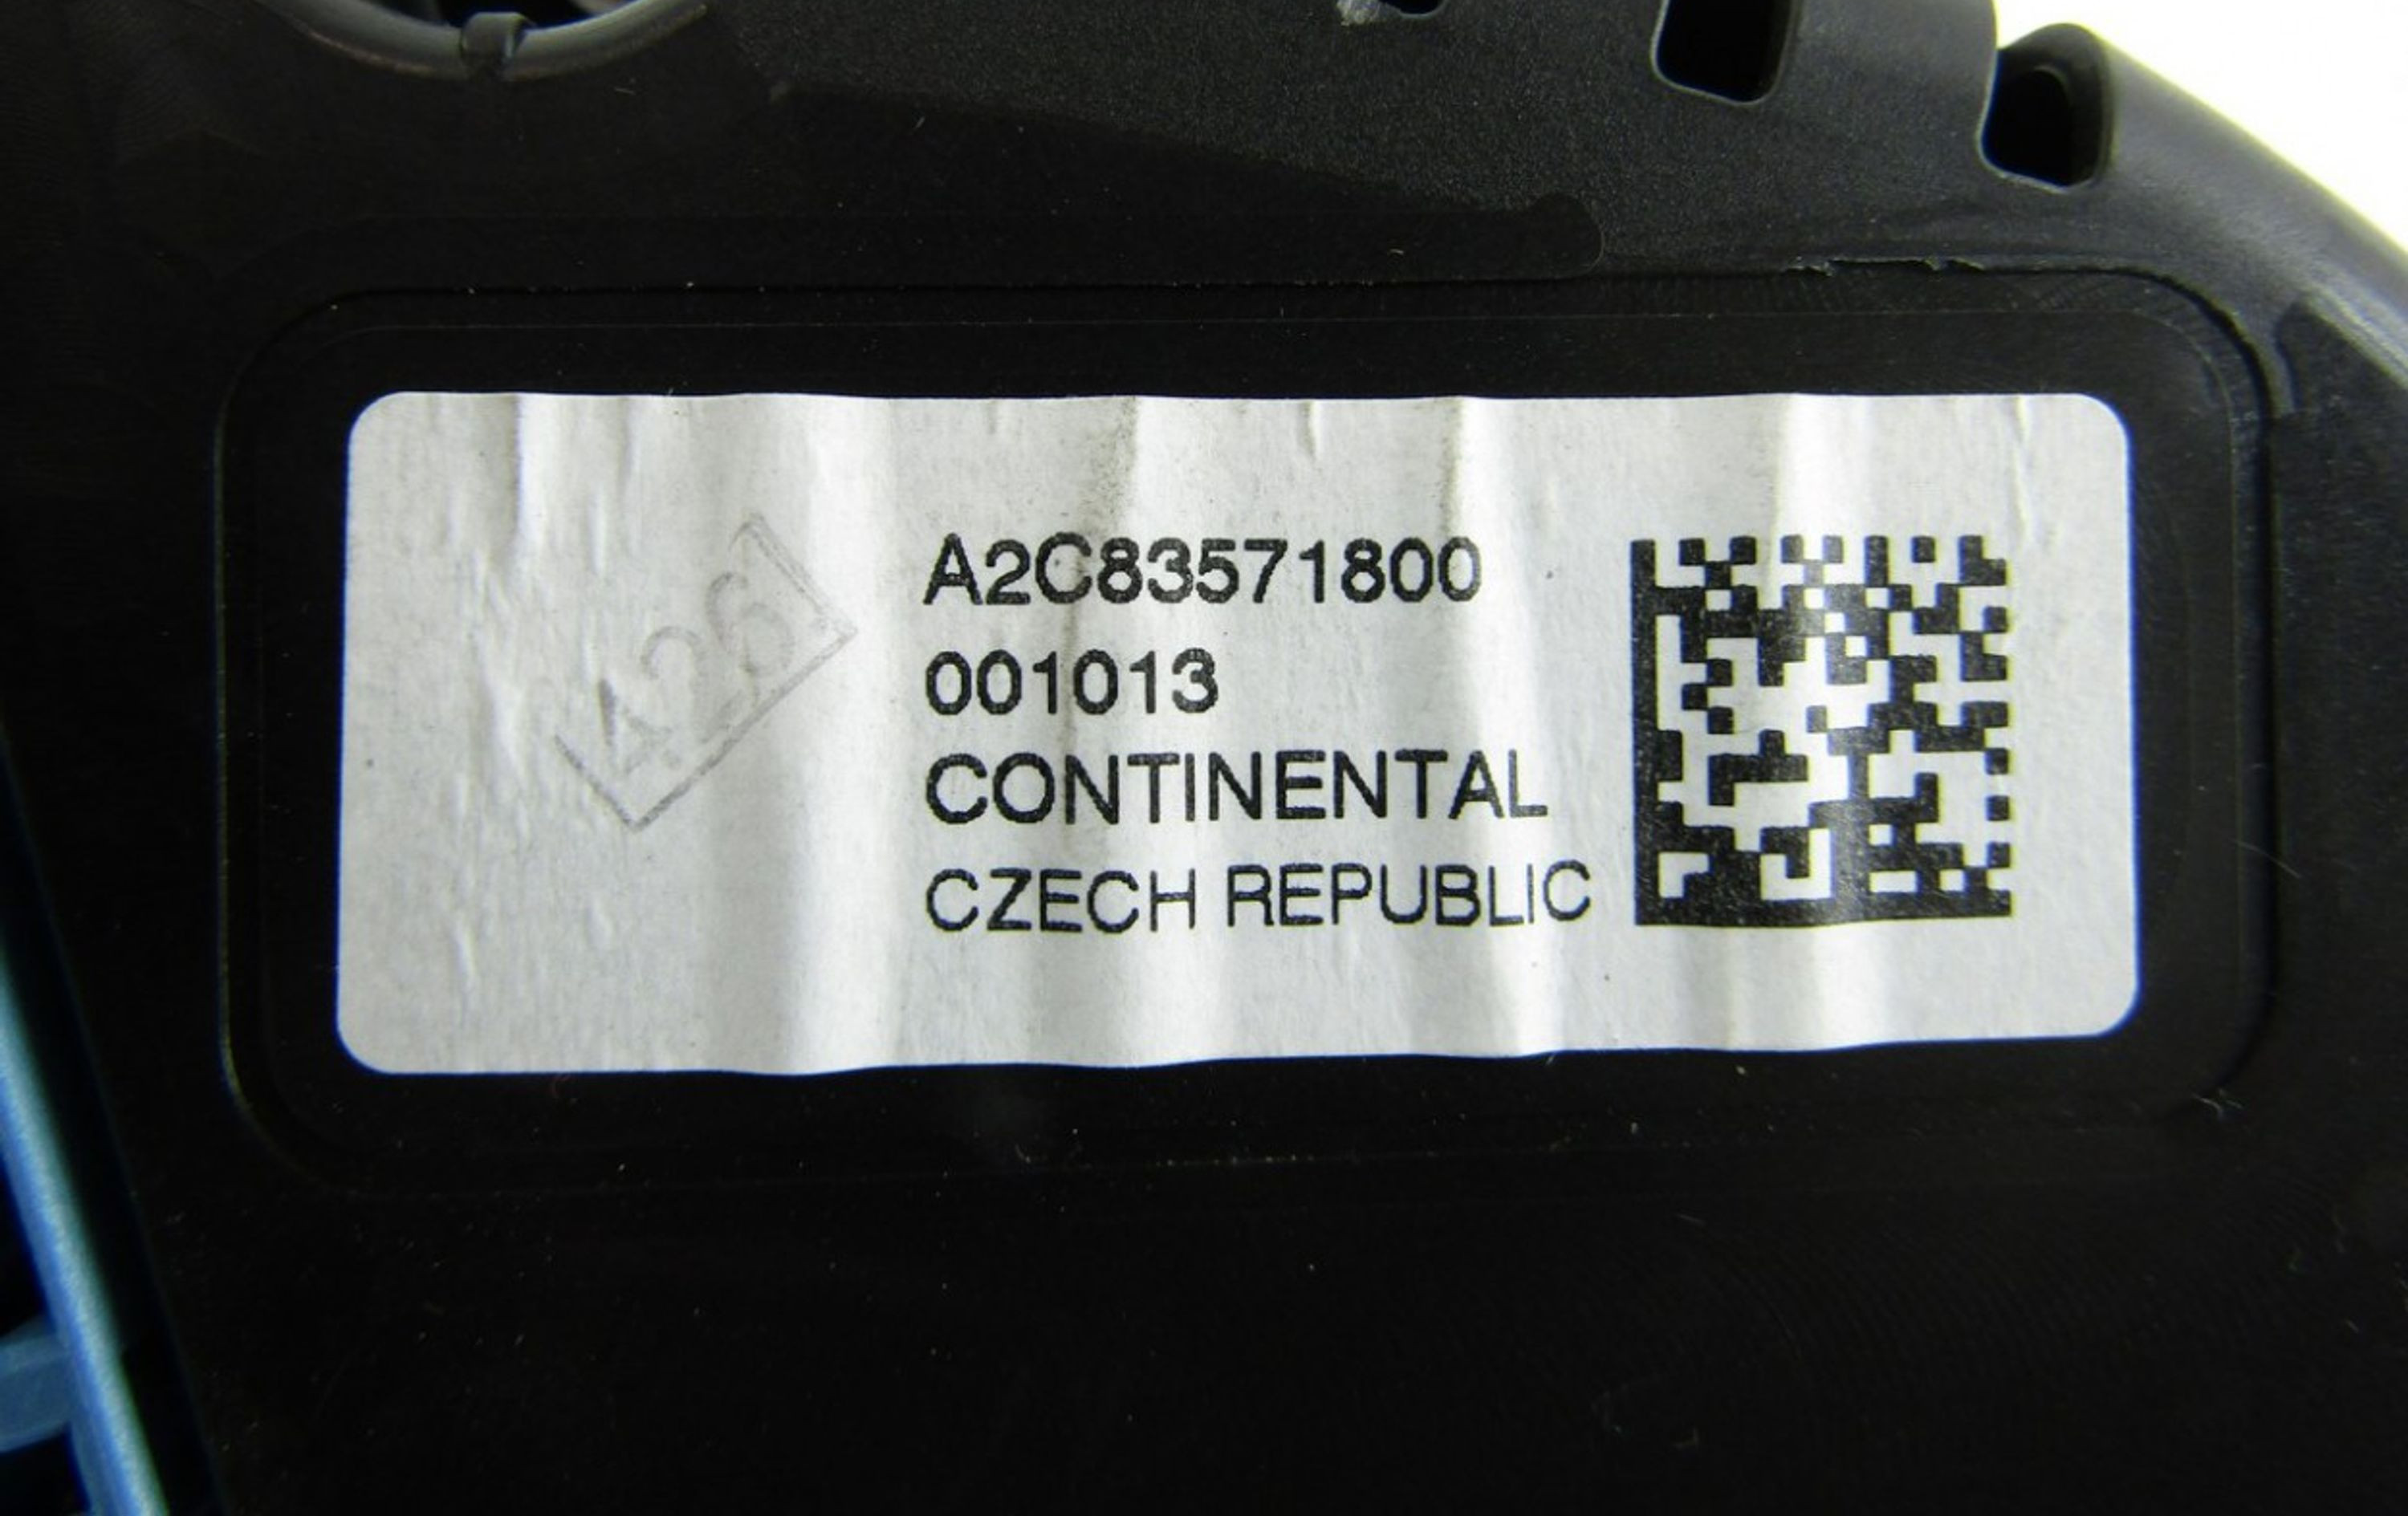 426
A2C83571800
001013
CONTINENTAL
CZECH REPUBLIC